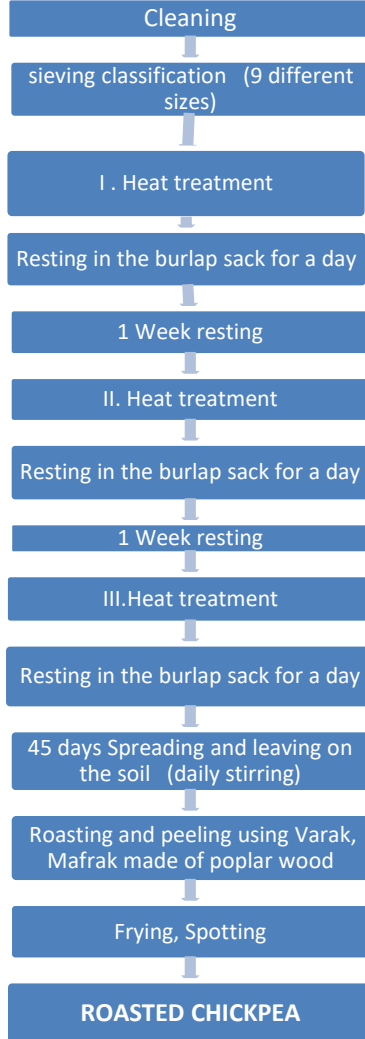 Cleaning
sieving classification (9 different
sizes)
I . Heat treatment
Resting in the burlap sack for a day
1 Week resting
II. Heat treatment
Resting in the burlap sack for a day
1 Week resting
III.Heat treatment
Resting in the burlap sack for a day
45 days Spreading and leaving on
the soil (daily stirring)
Roasting and peeling using Varak,
Mafrak made of poplar wood
Frying, Spotting
ROASTED CHICKPEA